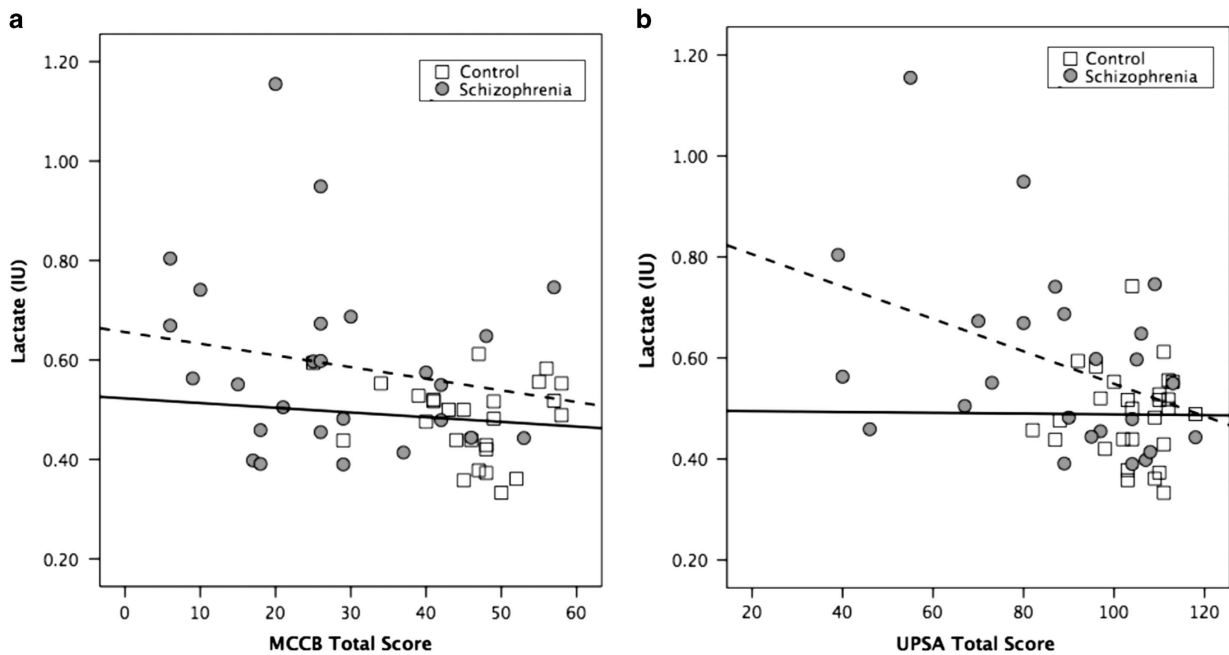 a
Control
Schizophrenia
Lactate (IU)
1.20
1.00
0.80
0.60
0.40
0.20
0 10 20 30 40 50 60
MCCB Total Score
b
Control
Schizophrenia
Lactate (IU)
1.20
1.00
0.80
0.60
0.40
0.20
20 40 60 80 100 120
UPSA Total Score